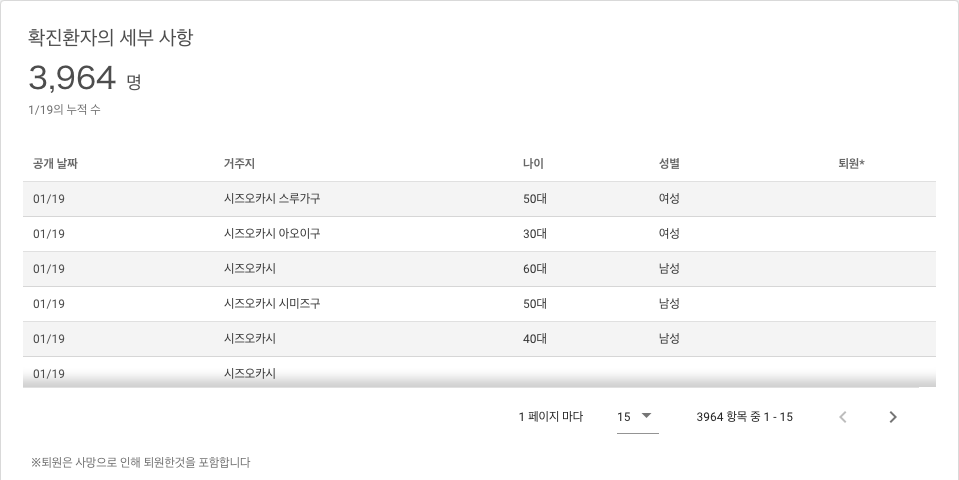 확진환자의 세부 사항
3,964 명
1/19의 누적 수
공개 날짜 거주지 나이 성별 퇴원*
01/19 시즈오카시 스루가구 50대 여성
01/19 시즈오카시 아오이구 30대 여성
01/19 시즈오카시 60대 남성
01/19 시즈오카시 시미즈구 50대 남성
01/19 시즈오카시 40대 남성
01/19 시즈오카시
1 페이지 마다 15 3964 항목 중 1 - 15
※퇴원은 사망으로 인해 퇴원한것을 포함합니다